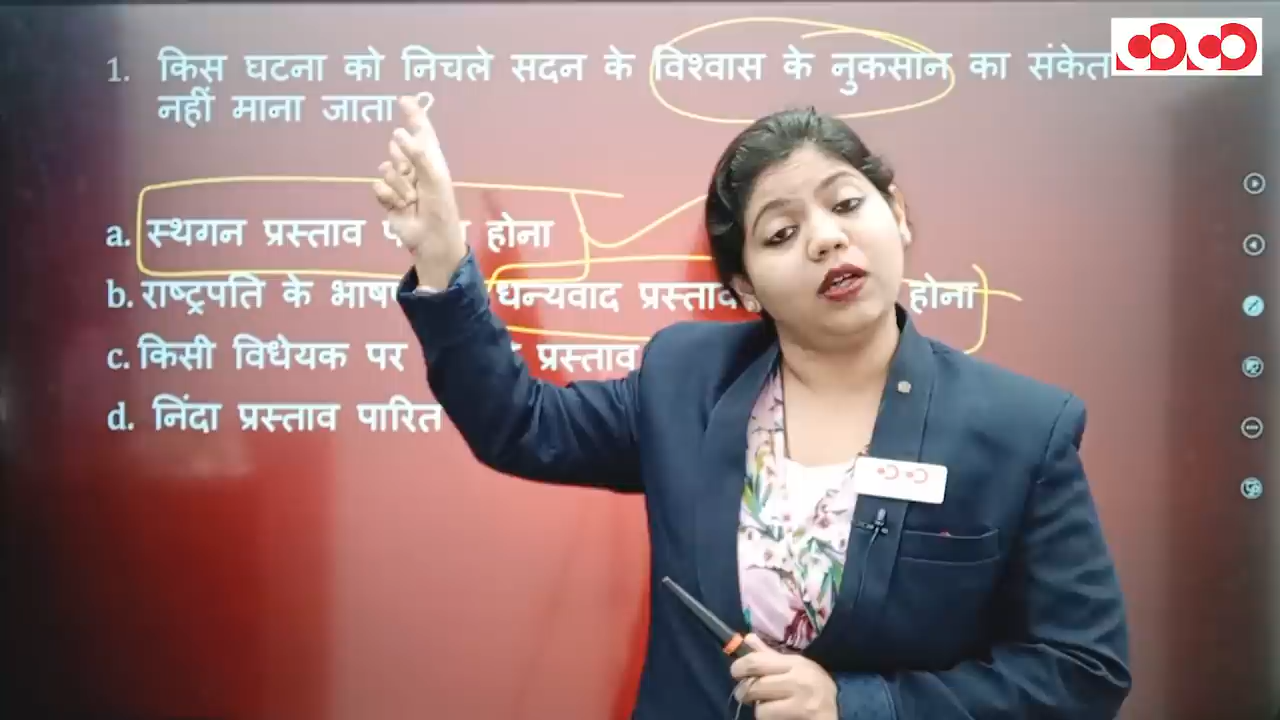 1. किस घटना को निचले सदन के विश्वास के नुकसान का संकेत
नहीं माना जाता ?
a. स्थगन प्रस्ताव होना
b. राष्ट्रपति के धन्यवाद प्रस्ताव होना
c. किसी विधेयक पर प्रस्ताव
d. निंदा प्रस्ताव पारित